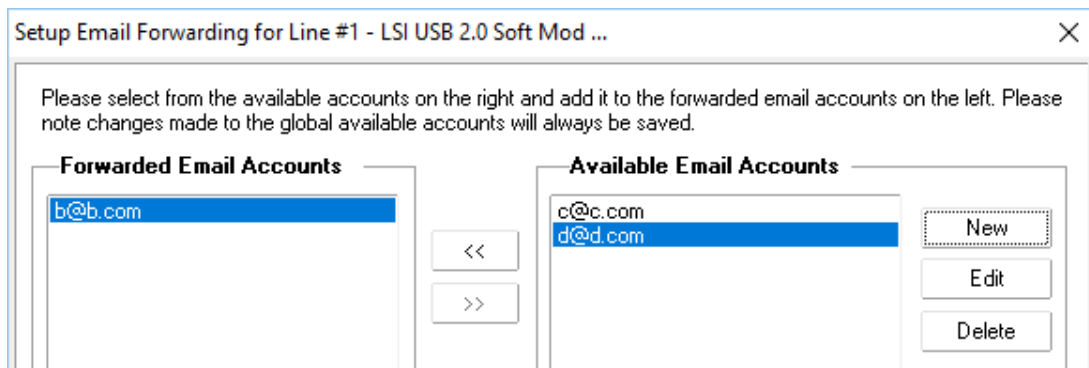 Setup Email Forwarding for Line #1 - LSI USB 2.0 Soft Mod ...
Please select from the available accounts on the right and add it to the forwarded email accounts on the left. Please
note changes made to the global available accounts will always be saved.
Forwarded Email Accounts
b@b.com
<<
>>
Available Email Accounts
c@c.com
d@d.com
New
Edit
Delete